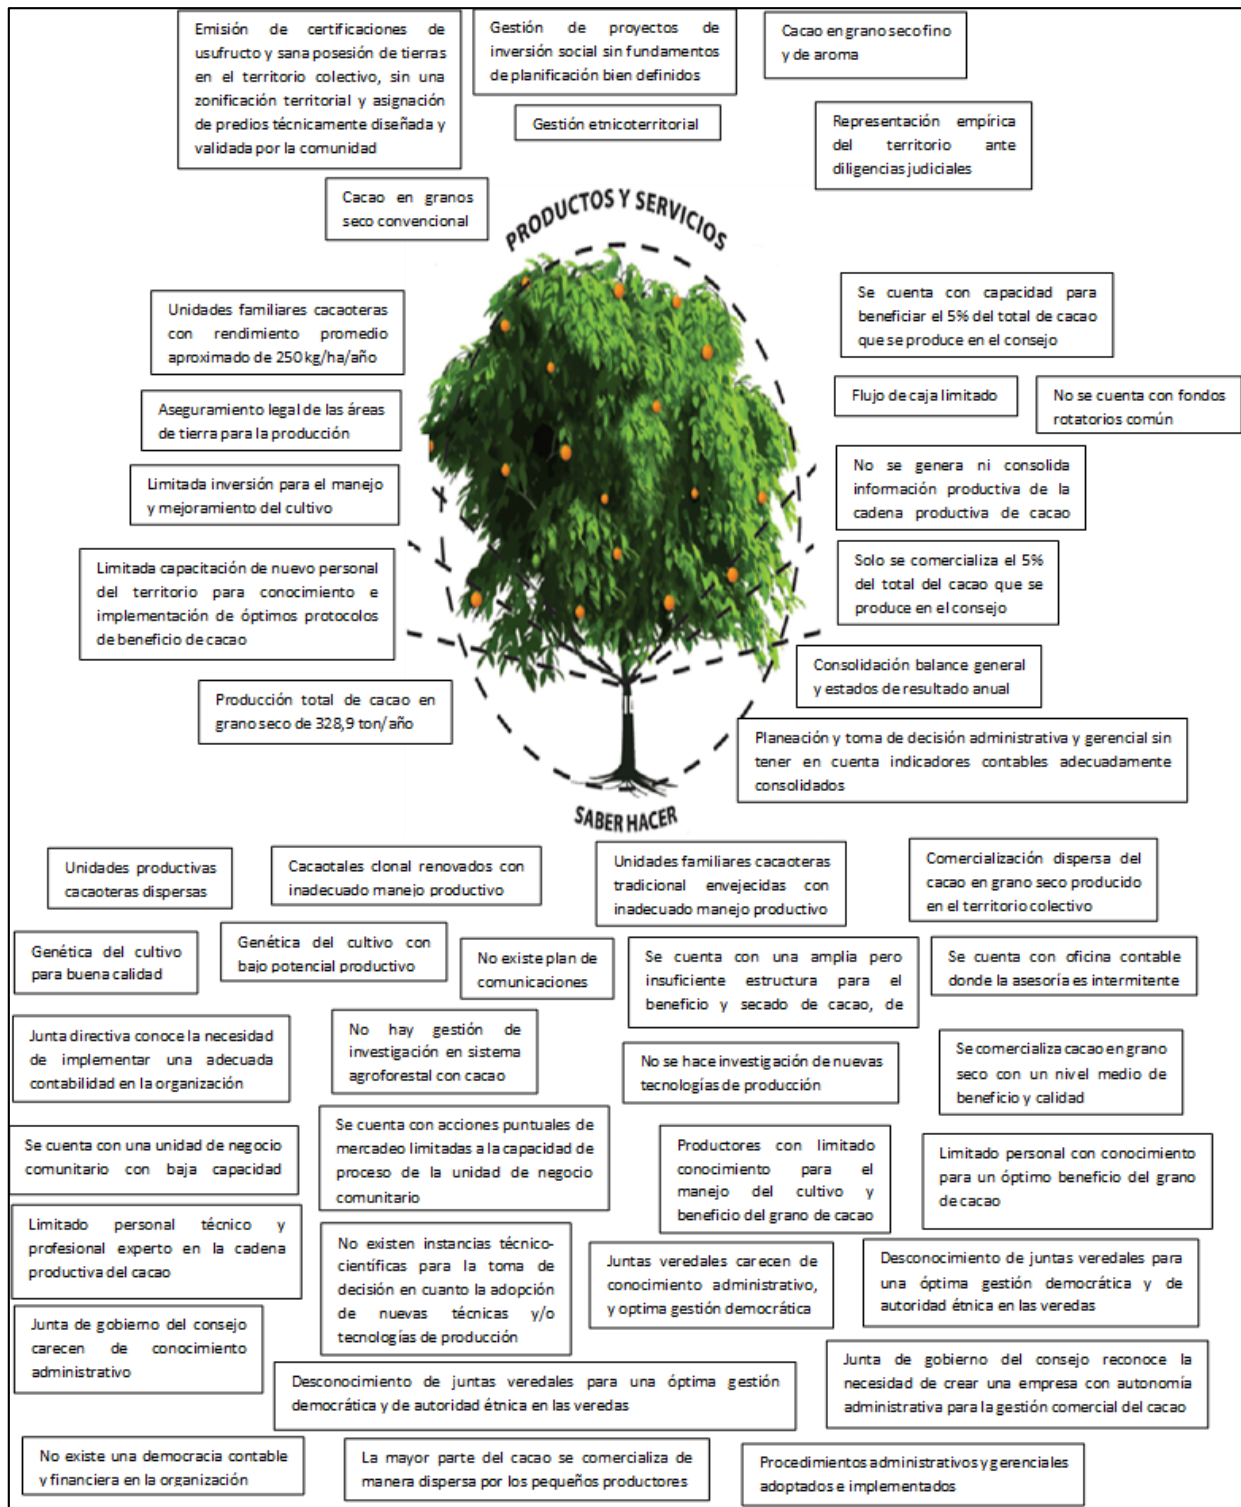 Emisión de certificaciones de
usufructo y sana posesión de tierras
en el territorio colectivo, sin una
zonificación territorial y asignación
de predios técnicamente diseñada y
validada por la comunidad
Gestión de proyectos de
inversión social sin fundamentos
de planificación bien definidos
Cacao en grano seco fino
y de aroma
Gestión etnicoterritorial
Representación empírica
del territorio ante
diligencias judiciales
Cacao en granos
seco convencional
PRODUCTOS Y SERVICIOS
Unidades familiares cacaoteras
con rendimiento promedio
aproximado de 250 kg/ha/año
Se cuenta con capacidad para
beneficiar el 5% del total de cacao
que se produce en el consejo
Aseguramiento legal de las áreas
de tierra para la producción
Flujo de caja limitado
No se cuenta con fondos
rotatorios común
Limitada inversión para el manejo
y mejoramiento del cultivo
No se genera ni consolida
información productiva de la
cadena productiva de cacao
Limitada capacitación de nuevo personal
del territorio para conocimiento e
implementación de óptimos protocolos
de beneficio de cacao
Solo se comercializa el 5%
del total del cacao que se
produce en el consejo
Consolidación balance general
y estados de resultado anual
Producción total de cacao en
grano seco de 328,9 ton/año
Planeación y toma de decisión administrativa y gerencial sin
tener en cuenta indicadores contables adecuadamente
consolidados
SABER HACER
Unidades productivas
cacaoteras dispersas
Cacaotales clonal renovados con
inadecuado manejo productivo
Unidades familiares cacaoteras
tradicional envejecidas con
inadecuado manejo productivo
Comercialización dispersa del
cacao en grano seco producido
en el territorio colectivo
Genética del cultivo
para buena calidad
Genética del cultivo con
bajo potencial productivo
No existe plan de
comunicaciones
Se cuenta con una amplia pero
insuficiente estructura para el
beneficio y secado de cacao, de
Se cuenta con oficina contable
donde la asesoría es intermitente
Junta directiva conoce la necesidad
de implementar una adecuada
contabilidad en la organización
No hay gestión de
investigación en sistema
agroforestal con cacao
No se hace investigación de nuevas
tecnologías de producción
Se comercializa cacao en grano
seco con un nivel medio de
beneficio y calidad
Se cuenta con una unidad de negocio
comunitario con baja capacidad
Se cuenta con acciones puntuales de
mercadeo limitadas a la capacidad de
proceso de la unidad de negocio
comunitario
Productores con limitado
conocimiento para el
manejo del cultivo y
beneficio del grano de cacao
Limitado personal con conocimiento
para un óptimo beneficio del grano
de cacao
Limitado personal técnico y
profesional experto en la cadena
productiva del cacao
No existen instancias técnico-
científicas para la toma de
decisión en cuanto la adopción
de nuevas técnicas y/o
tecnologías de producción
Juntas veredales carecen de
conocimiento administrativo,
y optima gestión democrática
Desconocimiento de juntas veredales para
una óptima gestión democrática y de
autoridad étnica en las veredas
Junta de gobierno del consejo
carecen de conocimiento
administrativo
Desconocimiento de juntas veredales para una óptima gestión
democrática y de autoridad étnica en las veredas
Junta de gobierno del consejo reconoce la
necesidad de crear una empresa con autonomía
administrativa para la gestión comercial del cacao
No existe una democracia contable
y financiera en la organización
La mayor parte del cacao se comercializa de
manera dispersa por los pequeños productores
Procedimientos administrativos y gerenciales
adoptados e implementados